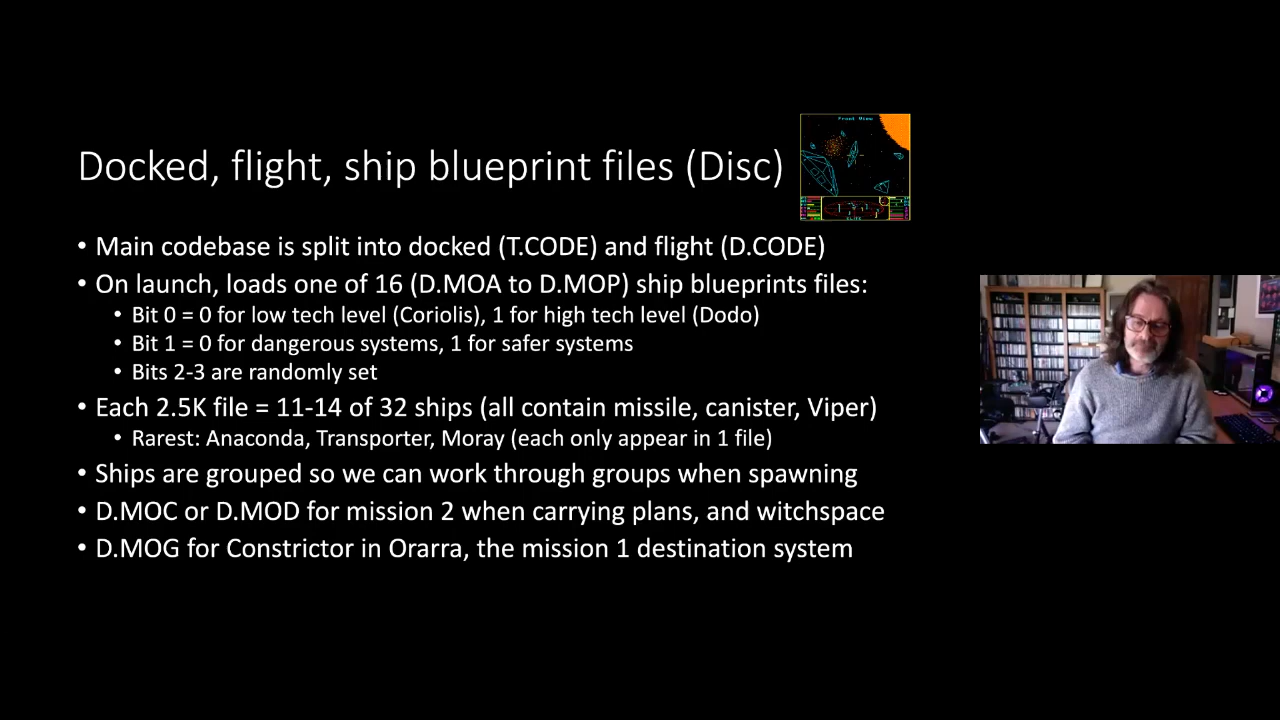 Docked, flight, ship blueprint files (Disc)
Front View
• Main codebase is split into docked (T.CODE) and flight (D.CODE)
• On launch, loads one of 16 (D.MOA to D.MOP) ship blueprints files:
• Bit 0 = 0 for low tech level (Coriolis), 1 for high tech level (Dodo)
• Bit 1 = 0 for dangerous systems, 1 for safer systems
• Bits 2-3 are randomly set
• Each 2.5K file = 11-14 of 32 ships (all contain missile, canister, Viper)
• Rarest: Anaconda, Transporter, Moray (each only appear in 1 file)
• Ships are grouped so we can work through groups when spawning
• D.MOC or D.MOD for mission 2 when carrying plans, and witchspace
• D.MOG for Constrictor in Orarra, the mission 1 destination system